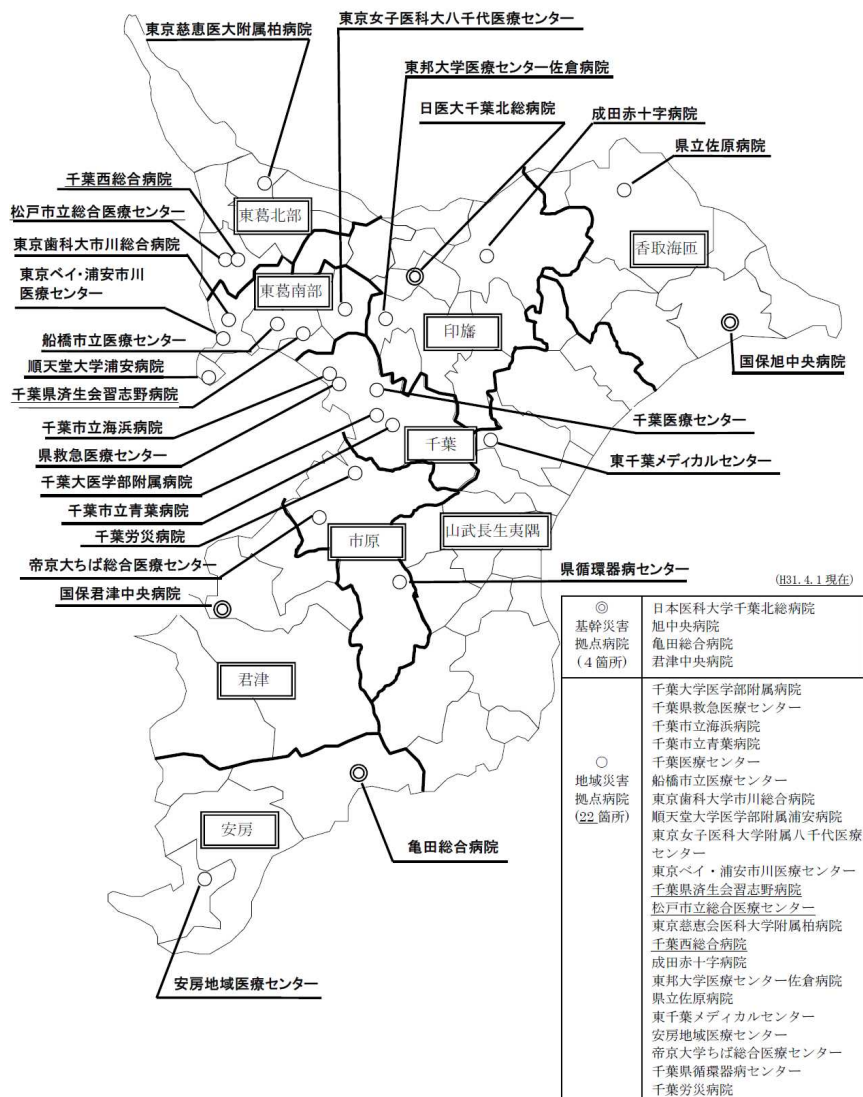 東京慈恵医大附属柏病院
東京女子医科大八千代医療センター
東邦大学医療センター佐倉病院
日医大千葉北総病院
成田赤十字病院
県立佐原病院
千葉西総合病院
松戸市立総合医療センター
東葛北部
東京歯科大市川総合病院
香取海匝
東京ベイ・浦安市川
医療センター
東葛南部
印旛
船橋市立医療センター
順天堂大学浦安病院
国保旭中央病院
千葉県済生会習志野病院
千葉市立海浜病院
千葉医療センター
県救急医療センター
千葉
東千葉メディカルセンター
千葉大医学部附属病院
千葉市立青葉病院
千葉労災病院
市原
山武長生夷隅
帝京大ちば総合医療センター
県循環器病センター
国保君津中央病院
君津
安房
亀田総合病院
安房地域医療センター
(H31.4.1 現在)
◎
基幹災害
拠点病院
(4箇所)
日本医科大学千葉北総病院
旭中央病院
亀田総合病院
君津中央病院
○
地域災害
拠点病院
(22箇所)
千葉大学医学部附属病院
千葉県救急医療センター
千葉市立海浜病院
千葉市立青葉病院
千葉医療センター
船橋市立医療センター
東京歯科大学市川総合病院
順天堂大学医学部附属浦安病院
東京女子医科大学附属八千代医療
センター
東京ベイ・浦安市川医療センター
千葉県済生会習志野病院
松戸市立総合医療センター
東京慈恵会医科大学附属柏病院
千葉西総合病院
成田赤十字病院
東邦大学医療センター佐倉病院
県立佐原病院
東千葉メディカルセンター
安房地域医療センター
帝京大学ちば総合医療センター
千葉県循環器病センター
千葉労災病院